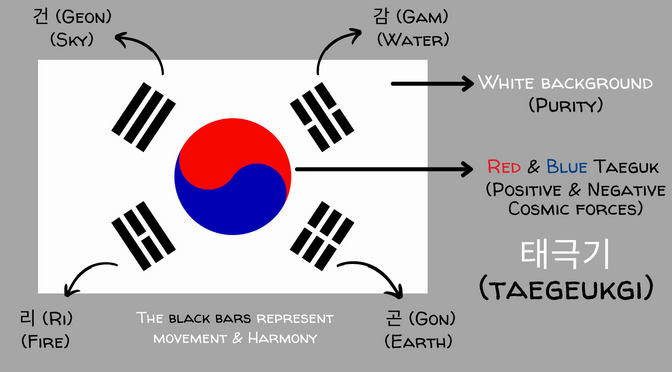 건 (Geon)
(Sky)
감 (Gam)
(Water)
White background
(Purity)
Red & Blue Taeguk
(Positive & Negative
Cosmic forces)
태극기
(taegeukgi)
리 (Ri)
(Fire)
The black bars represent
movement & Harmony
곤 (Gon)
(Earth)